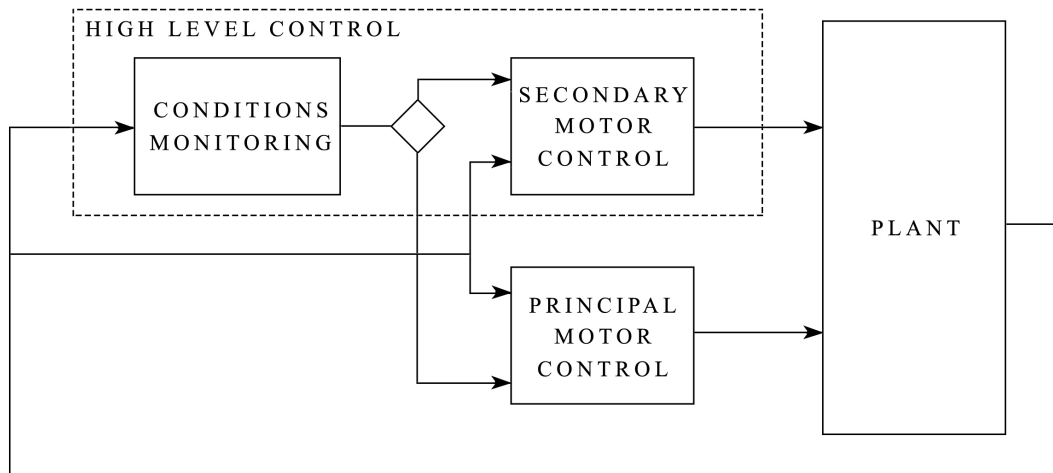 HIGH LEVEL CONTROL
CONDITIONS
MONITORING
SECONDARY
MOTOR
CONTROL
PLANT
PRINCIPAL
MOTOR
CONTROL